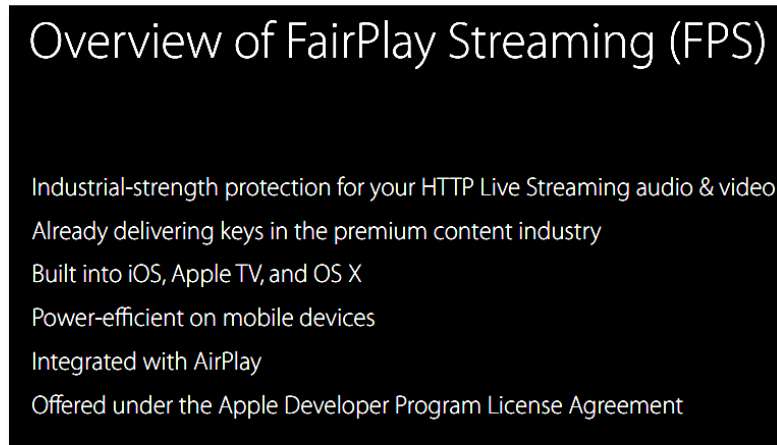 Overview of FairPlay Streaming (FPS)
Industrial-strength protection for your HTTP Live Streaming audio & video
Already delivering keys in the premium content industry
Built into iOS, Apple TV, and OS X
Power-efficient on mobile devices
Integrated with AirPlay
Offered under the Apple Developer Program License Agreement